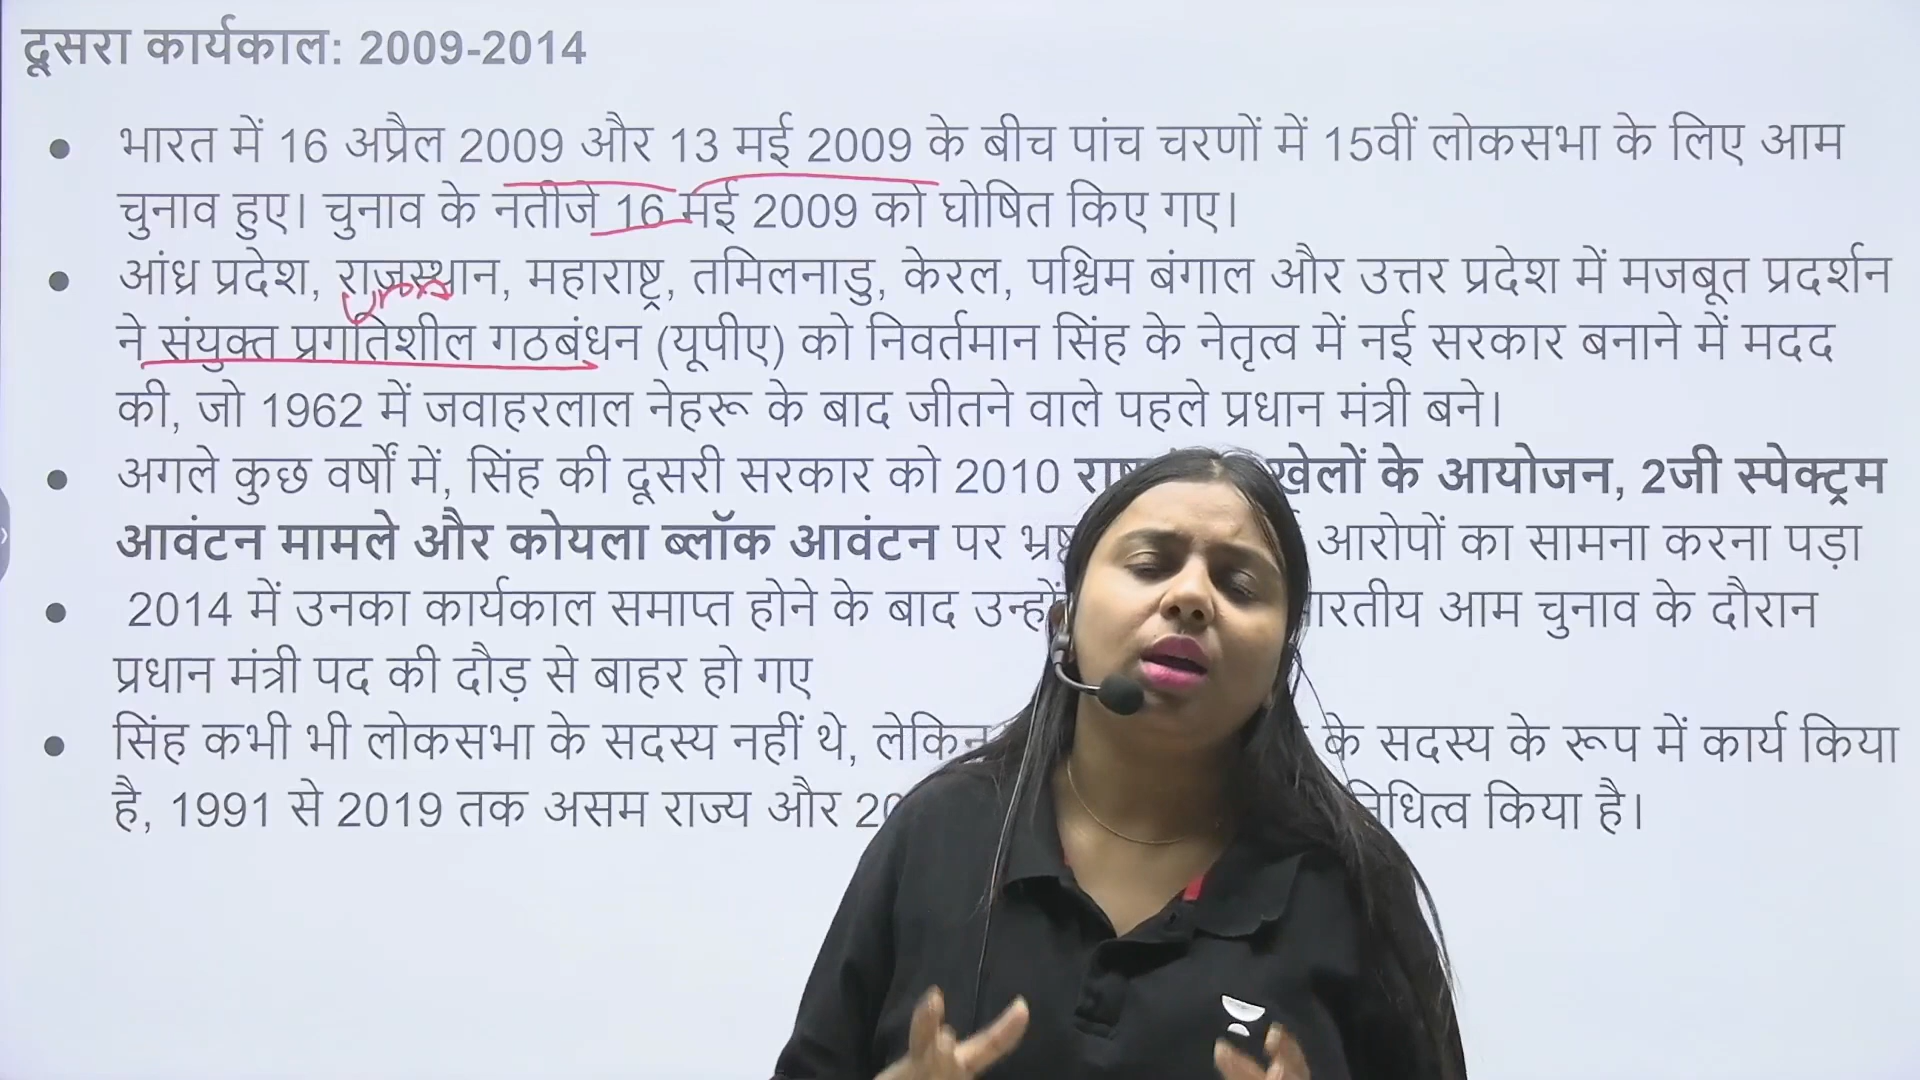 दूसरा कार्यकाल: 2009-2014
● भारत में 16 अप्रैल 2009 और 13 मई 2009 के बीच पांच चरणों में 15वीं लोकसभा के लिए आम
चुनाव हुए। चुनाव के नतीजे 16 मई 2009 को घोषित किए गए।
● आंध्र प्रदेश, राजस्थान, महाराष्ट्र, तमिलनाडु, केरल, पश्चिम बंगाल और उत्तर प्रदेश में मजबूत प्रदर्शन
ने संयुक्त प्रगतिशील गठबंधन (यूपीए) को निवर्तमान सिंह के नेतृत्व में नई सरकार बनाने में मदद
की, जो 1962 में जवाहरलाल नेहरू के बाद जीतने वाले पहले प्रधान मंत्री बने।
● अगले कुछ वर्षों में, सिंह की दूसरी सरकार को 2010 खेलों के आयोजन, 2जी स्पेक्ट्रम
आवंटन मामले और कोयला ब्लॉक आवंटन पर आरोपों का सामना करना पड़ा
● 2014 में उनका कार्यकाल समाप्त होने के बाद आम चुनाव के दौरान
प्रधान मंत्री पद की दौड़ से बाहर हो गए
● सिंह कभी भी लोकसभा के सदस्य नहीं थे, के सदस्य के रूप में कार्य किया
है, 1991 से 2019 तक असम राज्य और किया है।